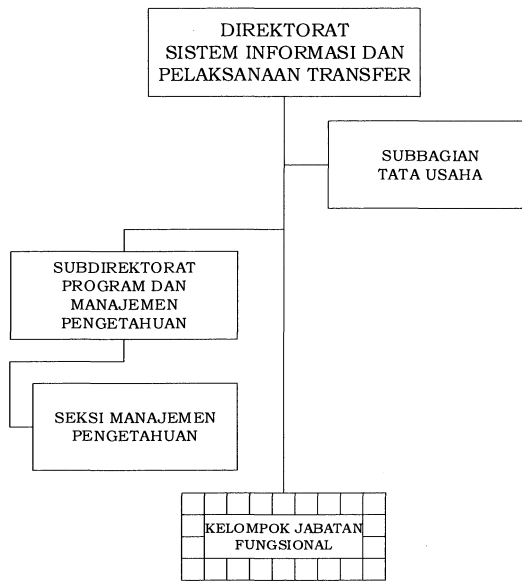 DIREKTORAT
SISTEM INFORMASI DAN
PELAKSANAAN TRANSFER
SUBBAGIAN
TATA USAHA
SUBDIREKTORAT
PROGRAM DAN
MANAJEMEN
PENGETAHUAN
SEKSI MANAJEMEN
PENGETAHUAN
KELOMPOK JABATAN
FUNGSIONAL